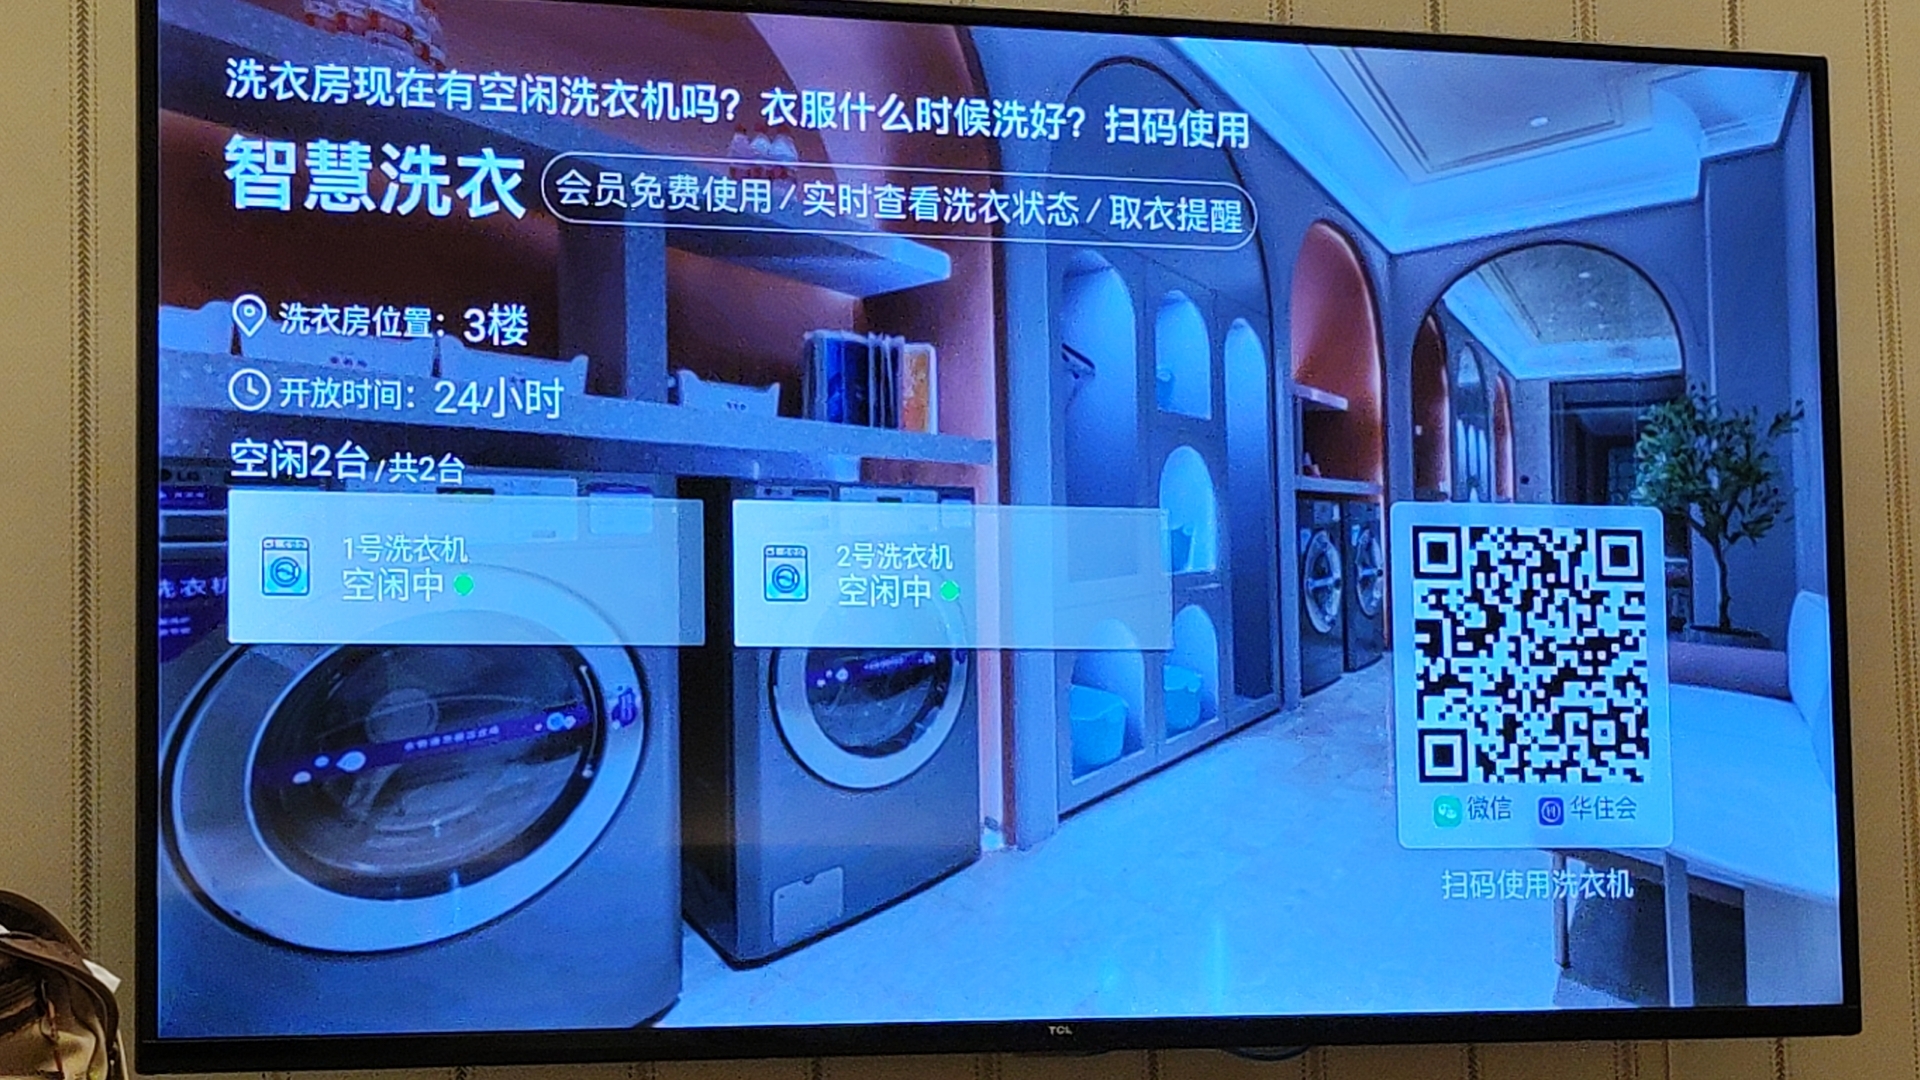 洗衣房现在有空闲洗衣机吗？衣服什么时候洗好？扫码使用
智慧洗衣 会员免费使用/实时查看洗衣状态/取衣提醒
洗衣房位置：3楼
开放时间：24小时
空闲2台/共2台
1号洗衣机
空闲中
2号洗衣机
空闲中
洗衣机
微信 华住会
扫码使用洗衣机
TCL